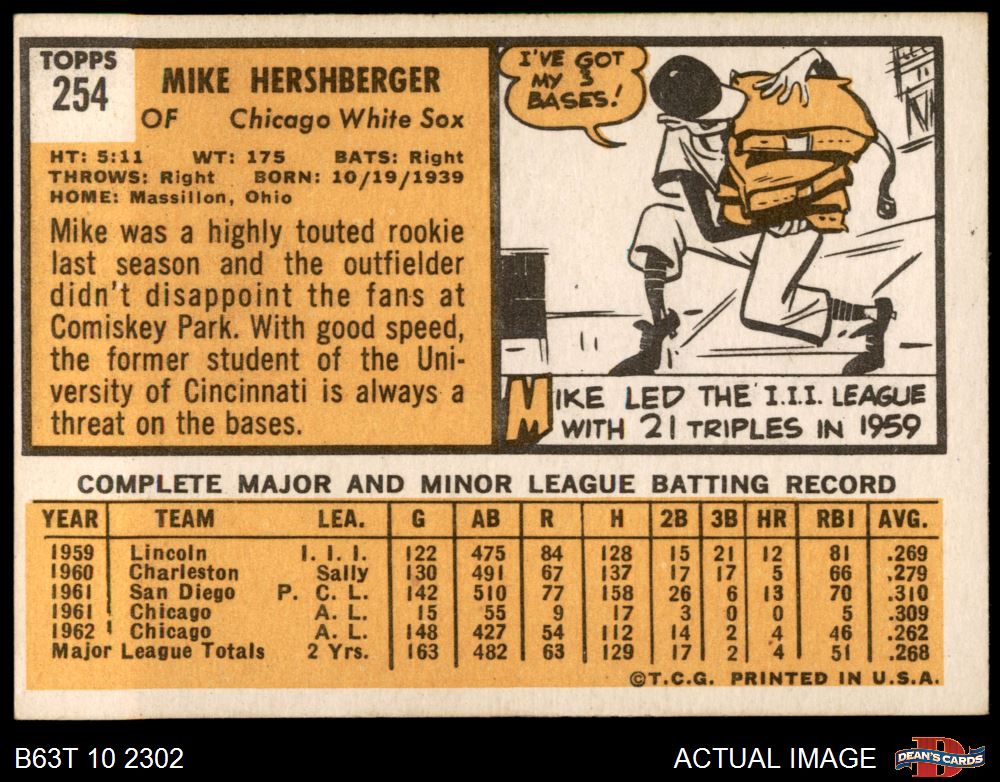 TOPPS
254
MIKE HERSHBERGER
OF Chicago White Sox
HT: 5:11 WT: 175 BATS: Right
THROWS: Right BORN: 10/19/1939
HOME: Massillon, Ohio
Mike was a highly touted rookie
last season and the outfielder
didn't disappoint the fans at
Comiskey Park. With good speed,
the former student of the Uni-
versity of Cincinnati is always a
threat on the bases.
I'VE GOT
MY 3
BASES!
MIKE LED THE I.I.I. LEAGUE
WITH 21 TRIPLES IN 1959
COMPLETE MAJOR AND MINOR LEAGUE BATTING RECORD
YEAR TEAM LEA. G AB R H 2B 3B HR RBI AVG.
1959 Lincoln I. I. I. 122 475 84 128 15 21 12 81 .269
1960 Charleston Sally 130 491 67 137 17 17 5 66 .279
1961 San Diego P. C. L. 142 510 77 158 26 6 13 70 .310
1961 Chicago A. L. 15 55 9 17 3 0 0 5 .309
1962 Chicago A. L. 148 427 54 112 14 2 4 46 .262
Major League Totals 2 Yrs. 163 482 63 129 17 2 4 51 .268
©T.C.G. PRINTED IN U.S.A.
B63T 10 2302
ACTUAL IMAGE
D
DEAN'S CARDS